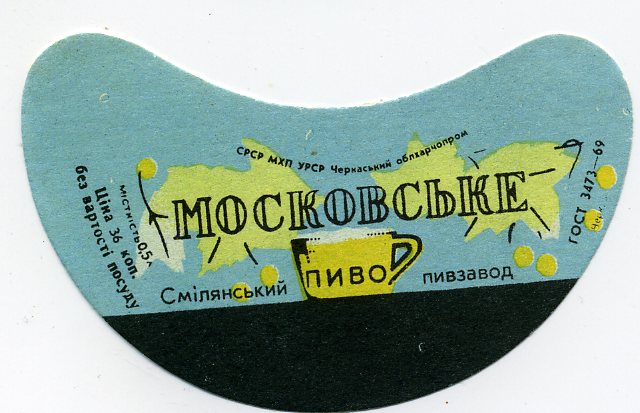 СРСР МХП УРСР Черкаський облхарчопром
МОСКОВСЬКЕ
ПИВО
Смілянський пивзавод
місткість 0,5 л
Ціна 36 коп.
без вартості посуду
ГОСТ 3473—69